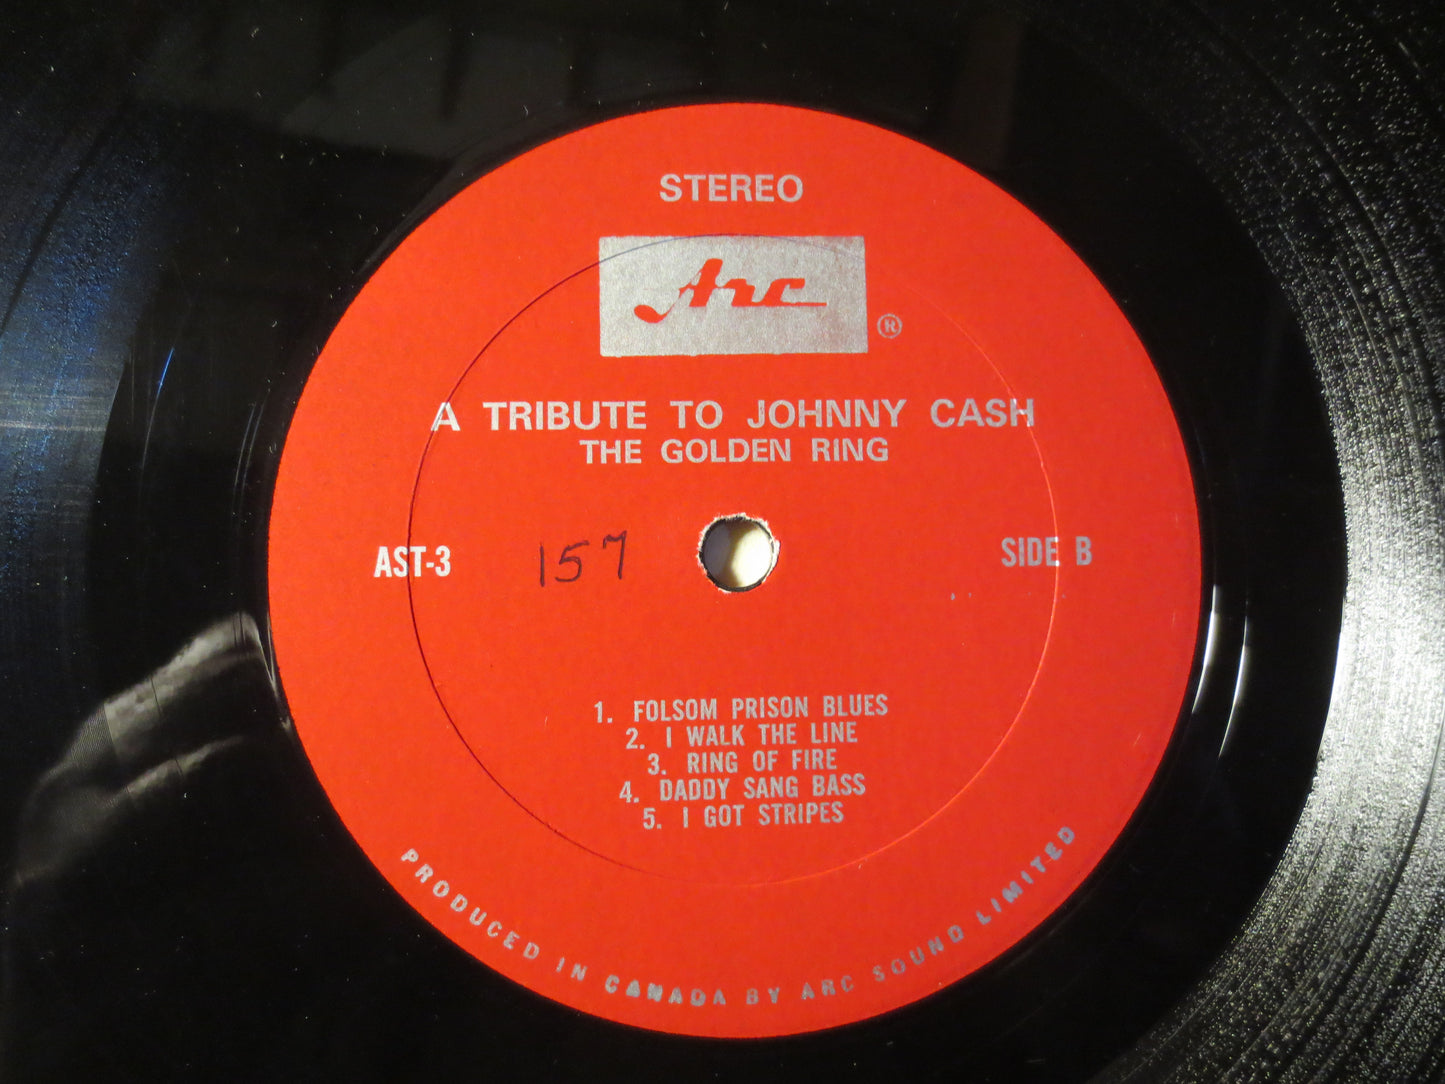 STEREO
Arc
®
A TRIBUTE TO JOHNNY CASH
THE GOLDEN RING
AST-3 157 SIDE B
1. FOLSOM PRISON BLUES
2. I WALK THE LINE
3. RING OF FIRE
4. DADDY SANG BASS
5. I GOT STRIPES
PRODUCED IN CANADA BY ARC SOUND LIMITED